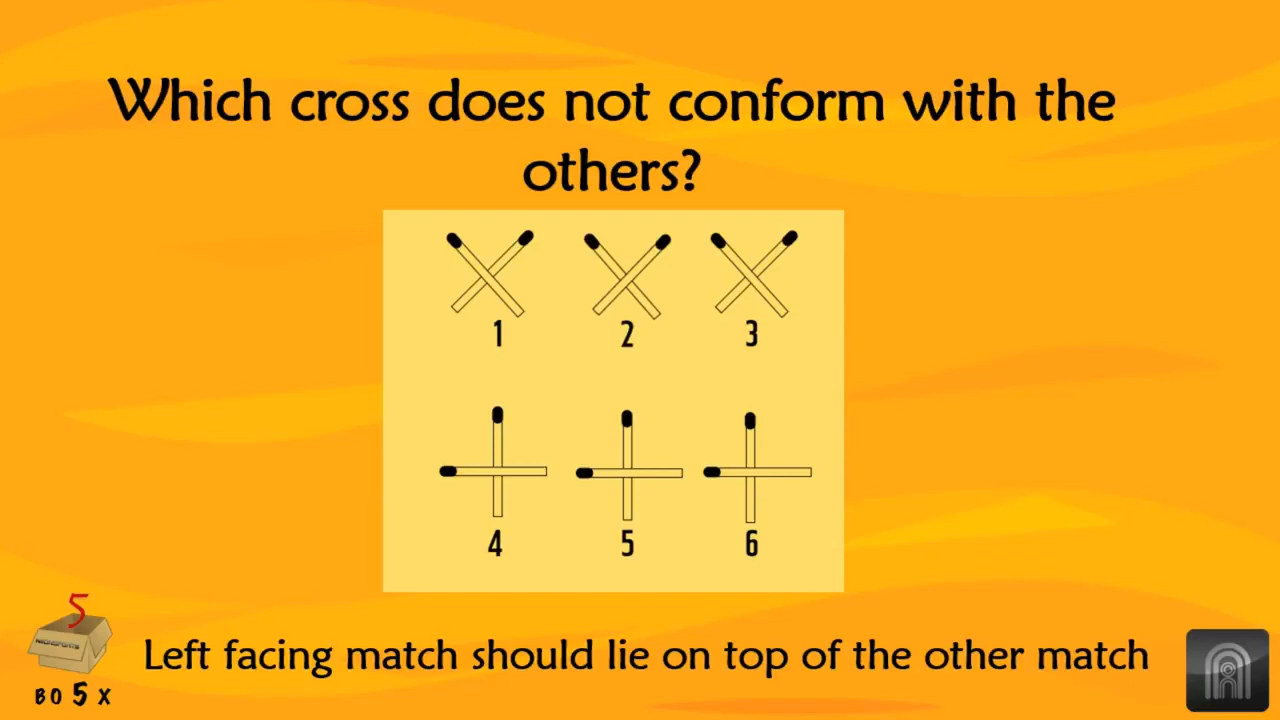 Which cross does not conform with the
others?
1 2 3
4 5 6
5
BO 5 X
Left facing match should lie on top of the other match